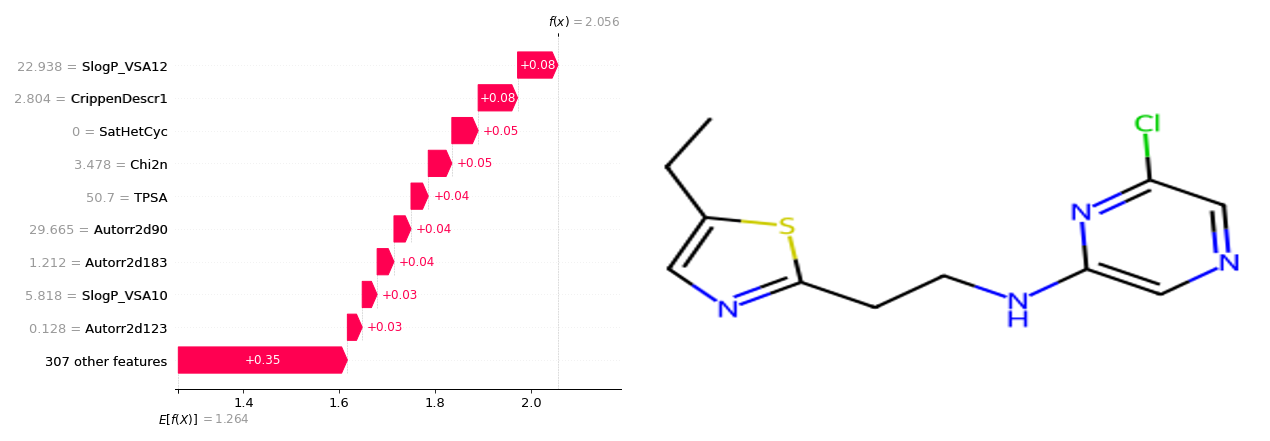 f(x) = 2.056
22.938 = SlogP_VSA12
+0.08
2.804 = CrippenDescr1
+0.08
0 = SatHetCyc
+0.05
3.478 = Chi2n
+0.05
50.7 = TPSA
+0.04
29.665 = Autorr2d90
+0.04
1.212 = Autorr2d183
+0.04
5.818 = SlogP_VSA10
+0.03
0.128 = Autorr2d123
+0.03
307 other features
+0.35
1.4 1.6 1.8 2.0
E[f(X)] = 1.264
Cl
N
S
N
N
N
H